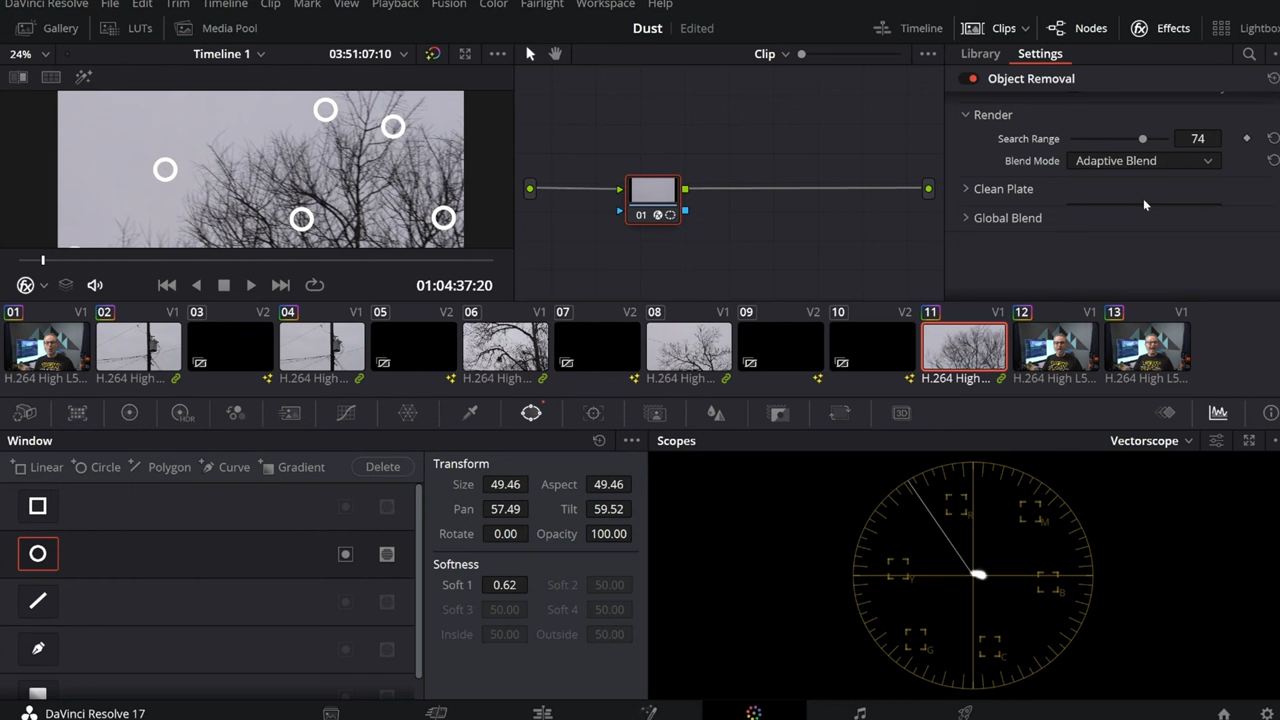 DaVinci Resolve File Edit Trim Timeline Clip Mark View Playback Fusion Color Fairlight Workspace Help
Gallery LUTs Media Pool Dust Edited Timeline Clips Nodes Effects Lightbo
24% Timeline 1 03:51:07:10 Clip Library Settings
Object Removal
Render
Search Range 74
Blend Mode Adaptive Blend
Clean Plate
Global Blend
01
01:04:37:20
01 V1 02 V1 03 V2 04 V1 05 V2 06 V1 07 V2 08 V1 09 V2 10 V2 11 V1 12 V1 13 V1
H.264 High L5... H.264 High... H.264 High... H.264 High... H.264 High... H.264 High... H.264 High L5... H.264 High L5...
HDR 3D
Window Scopes Vectorscope
Linear Circle Polygon Curve Gradient Delete
Transform
Size 49.46 Aspect 49.46
Pan 57.49 Tilt 59.52
Rotate 0.00 Opacity 100.00
Softness
Soft 1 0.62 Soft 2 50.00
Soft 3 50.00 Soft 4 50.00
Inside 50.00 Outside 50.00
R M
Y B
G C
DaVinci Resolve 17